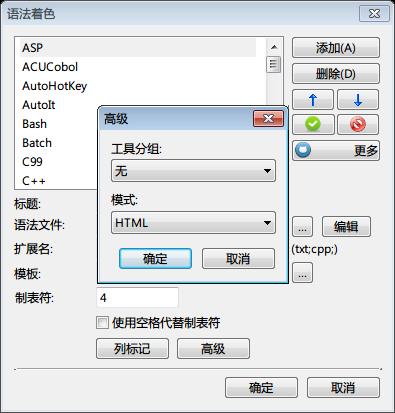 语法着色
ASP
ACUCobol
AutoHotKey
AutoIt
Bash
Batch
C99
C++
添加(A)
删除(D)
更多
高级
工具分组:
无
模式:
HTML
确定
取消
标题:
语法文件:
...
编辑
扩展名:
(txt;cpp;)
模板:
...
制表符:
4
使用空格代替制表符
列标记
高级
确定
取消